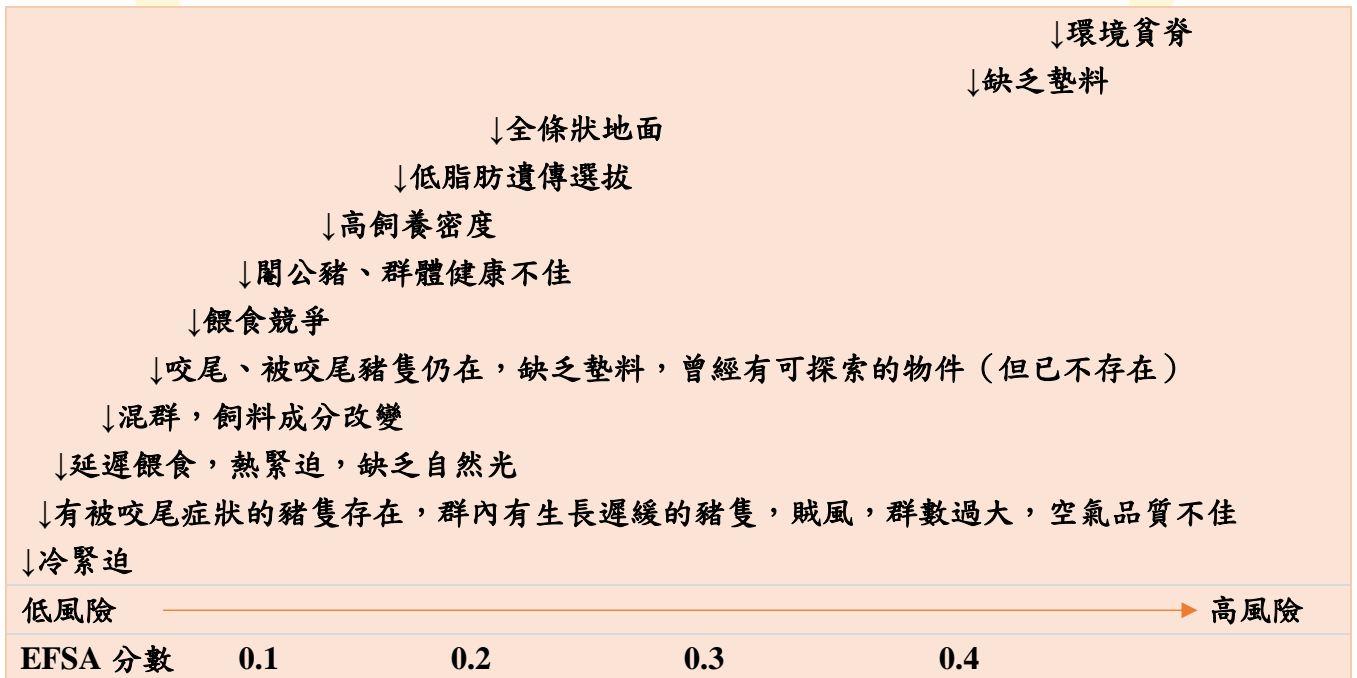 ↓環境貧脊
↓缺乏墊料
↓全條狀地面
↓低脂肪遺傳選拔
↓高飼養密度
↓閹公豬、群體健康不佳
↓餵食競爭
↓咬尾、被咬尾豬隻仍在，缺乏墊料，曾經有可探索的物件（但已不存在）
↓混群，飼料成分改變
↓延遲餵食，熱緊迫，缺乏自然光
↓有被咬尾症狀的豬隻存在，群內有生長遲緩的豬隻，賊風，群數過大，空氣品質不佳
↓冷緊迫
低風險 高風險
EFSA 分數 0.1 0.2 0.3 0.4